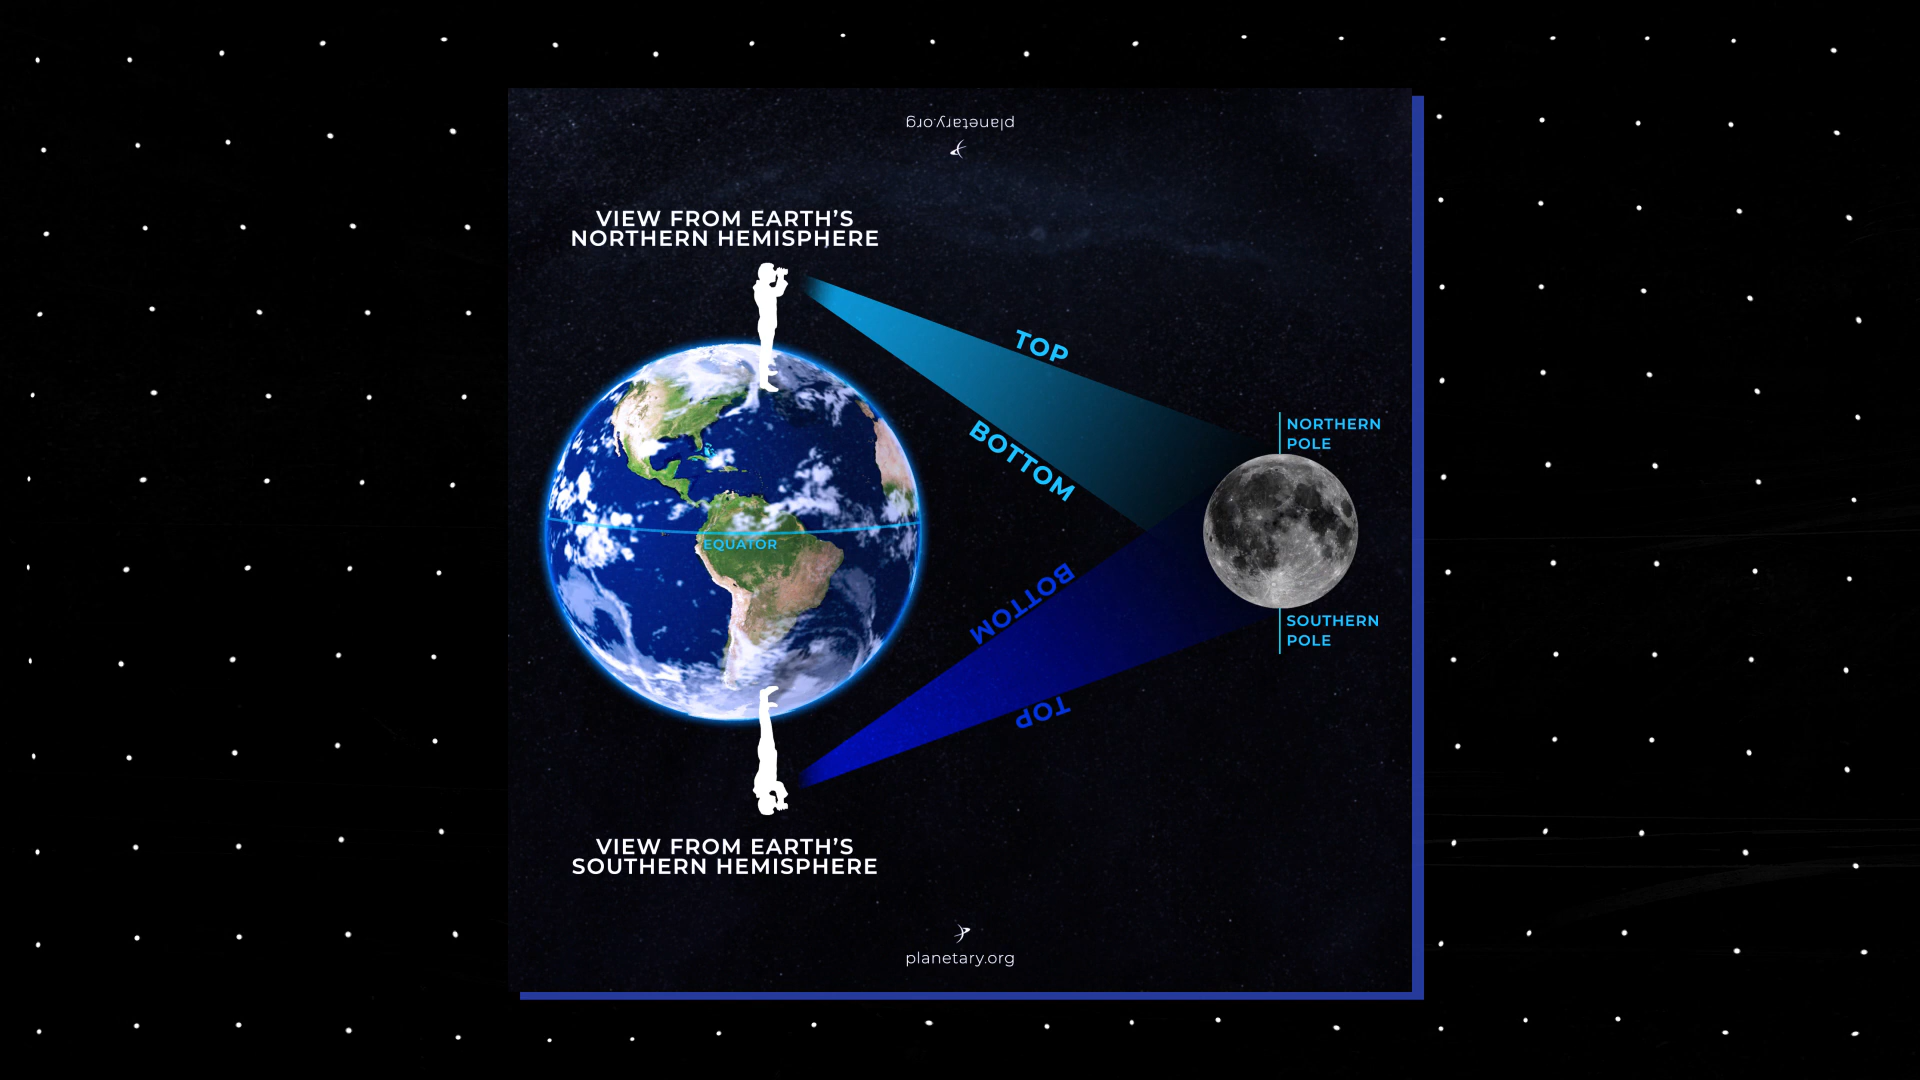 planetary.org
VIEW FROM EARTH'S
NORTHERN HEMISPHERE
TOP
BOTTOM
NORTHERN
POLE
EQUATOR
BOTTOM
SOUTHERN
POLE
TOP
VIEW FROM EARTH'S
SOUTHERN HEMISPHERE
planetary.org